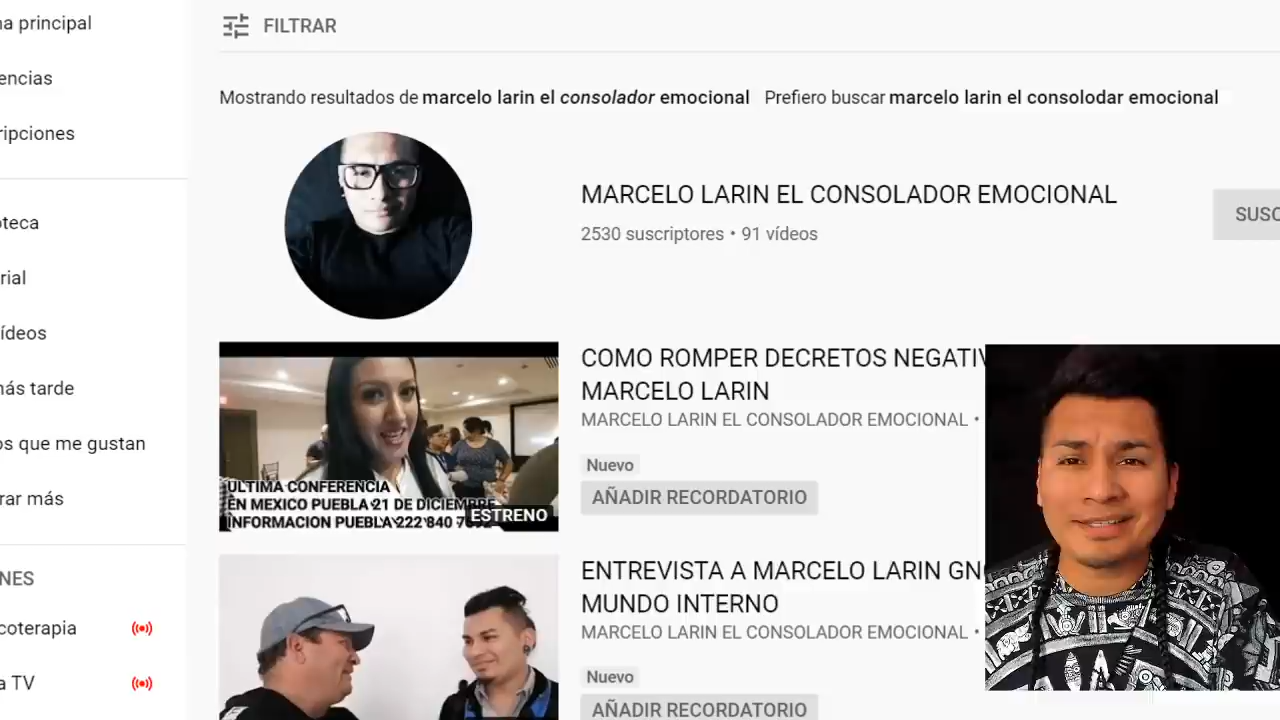 na principal
encias
ripciones
oteca
rial
ídeos
nás tarde
os que me gustan
rar más
NES
coterapia
a TV
FILTRAR
Mostrando resultados de marcelo larin el consolador emocional Prefiero buscar marcelo larin el consolodar emocional
MARCELO LARIN EL CONSOLADOR EMOCIONAL
2530 suscriptores • 91 vídeos
SUSC
ULTIMA CONFERENCIA
EN MEXICO PUEBLA 21 DE DICIEMBRE
INFORMACION PUEBLA 222 840
ESTRENO
COMO ROMPER DECRETOS NEGATIV
MARCELO LARIN
MARCELO LARIN EL CONSOLADOR EMOCIONAL •
Nuevo
AÑADIR RECORDATORIO
ENTREVISTA A MARCELO LARIN GN
MUNDO INTERNO
MARCELO LARIN EL CONSOLADOR EMOCIONAL •
Nuevo
AÑADIR RECORDATORIO